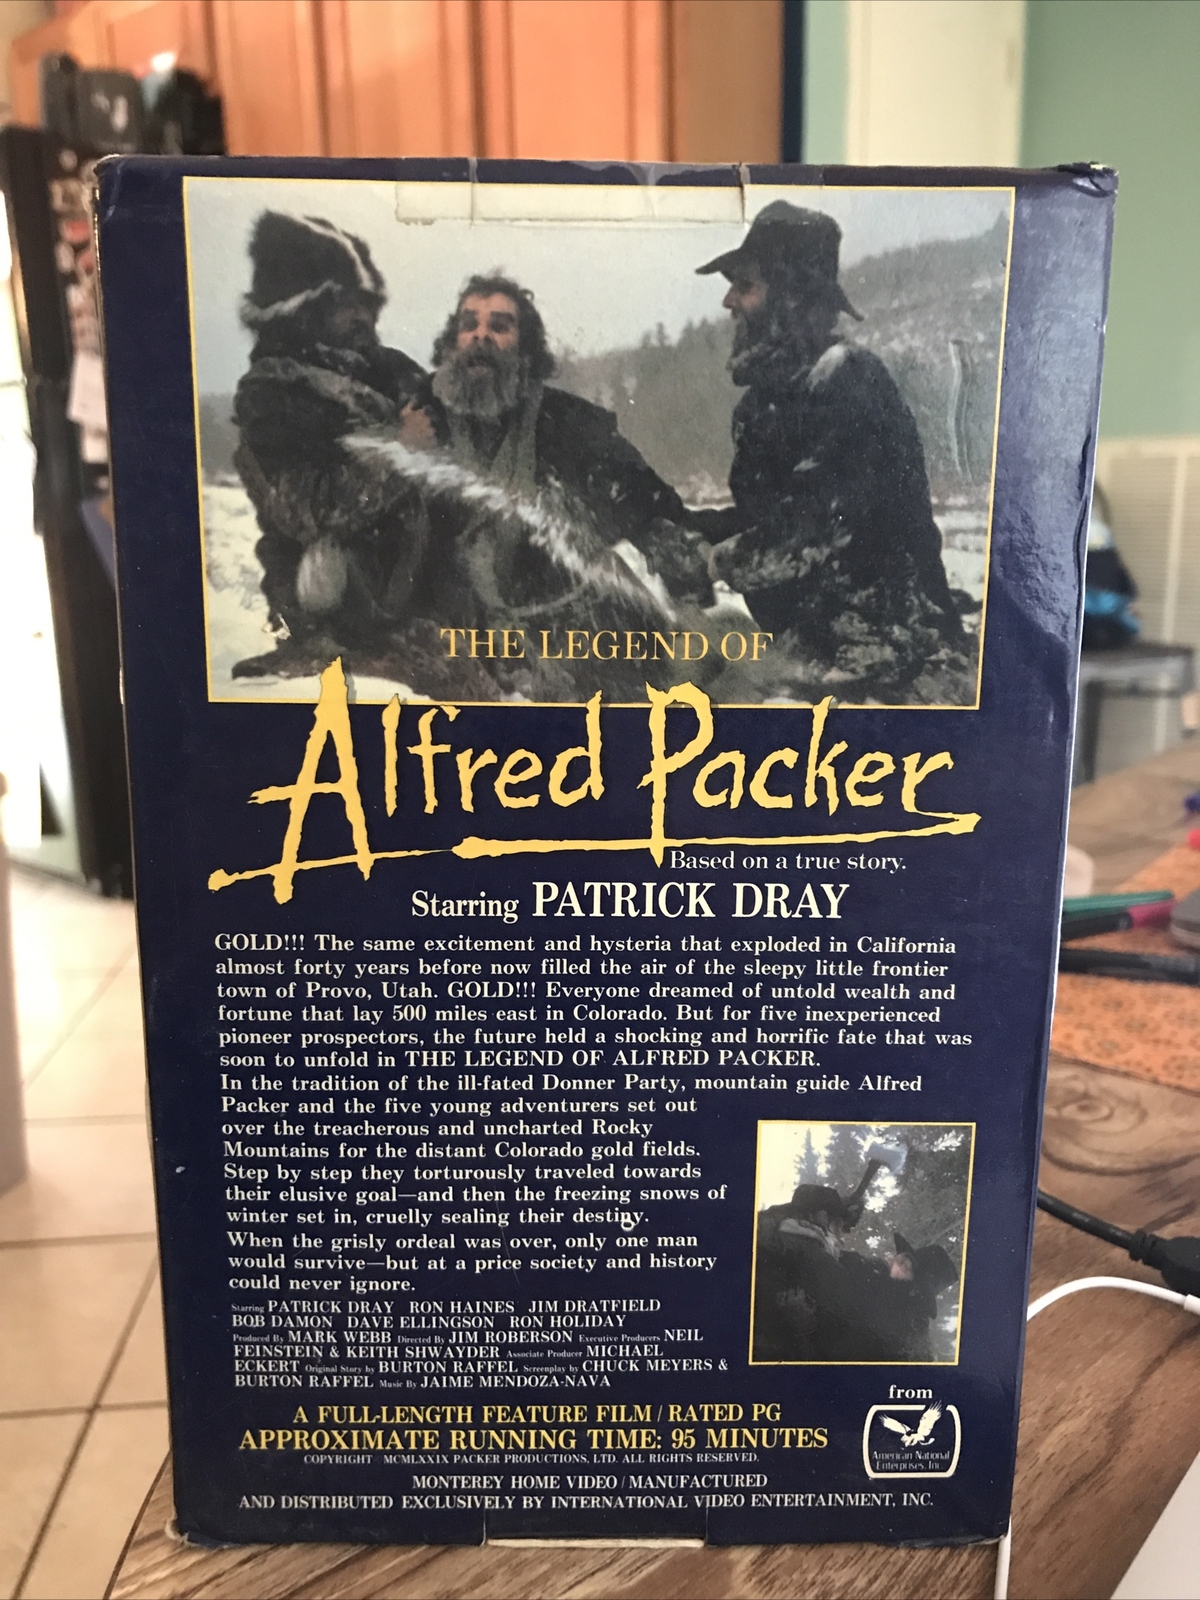 THE LEGEND OF
Alfred Packer
Based on a true story.
Starring PATRICK DRAY
GOLD!!! The same excitement and hysteria that exploded in California
almost forty years before now filled the air of the sleepy little frontier
town of Provo, Utah. GOLD!!! Everyone dreamed of untold wealth and
fortune that lay 500 miles east in Colorado. But for five inexperienced
pioneer prospectors, the future held a shocking and horrific fate that was
soon to unfold in THE LEGEND OF ALFRED PACKER.
In the tradition of the ill-fated Donner Party, mountain guide Alfred
Packer and the five young adventurers set out
over the treacherous and uncharted Rocky
Mountains for the distant Colorado gold fields.
Step by step they torturously traveled towards
their elusive goal—and then the freezing snows of
winter set in, cruelly sealing their destiny.
When the grisly ordeal was over, only one man
would survive—but at a price society and history
could never ignore.
Starring PATRICK DRAY RON HAINES JIM DRATFIELD
BOB DAMON DAVE ELLINGSON RON HOLIDAY
Produced By MARK WEBB Directed By JIM ROBERSON Executive Producers NEIL
FEINSTEIN & KEITH SHWAYDER Associate Producer MICHAEL
ECKERT Original Story by BURTON RAFFEL Screenplay by CHUCK MEYERS &
BURTON RAFFEL Music By JAIME MENDOZA-NAVA
A FULL-LENGTH FEATURE FILM / RATED PG
APPROXIMATE RUNNING TIME: 95 MINUTES
COPYRIGHT MCMLXXIX PACKER PRODUCTIONS, LTD. ALL RIGHTS RESERVED.
MONTEREY HOME VIDEO / MANUFACTURED
AND DISTRIBUTED EXCLUSIVELY BY INTERNATIONAL VIDEO ENTERTAINMENT, INC.
from
American National
Enterprises, Inc.